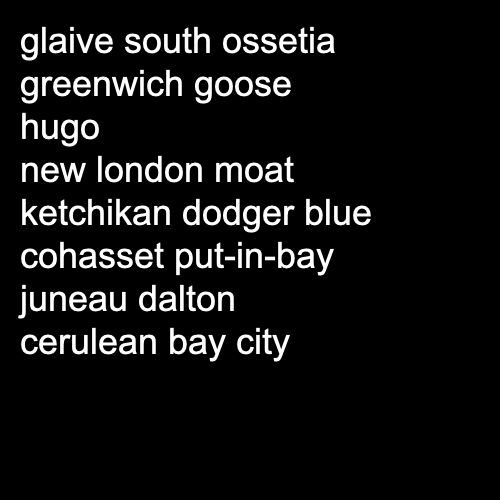 glaive south ossetia
greenwich goose
hugo
new london moat
ketchikan dodger blue
cohasset put-in-bay
juneau dalton
cerulean bay city